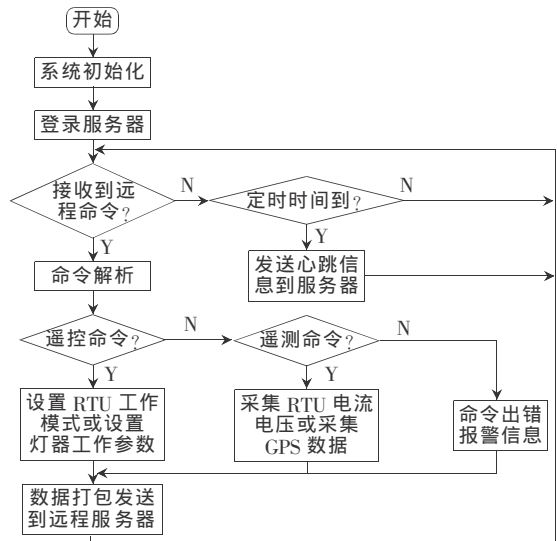 开始
系统初始化
登录服务器
接收到远
程命令?
N
定时时间到?
N
Y
Y
命令解析
发送心跳信
息到服务器
遥控命令?
N
遥测命令?
N
Y
Y
设置 RTU 工作
模式或设置
灯器工作参数
采集 RTU 电流
电压或采集
GPS 数据
命令出错
报警信息
数据打包发送
到远程服务器